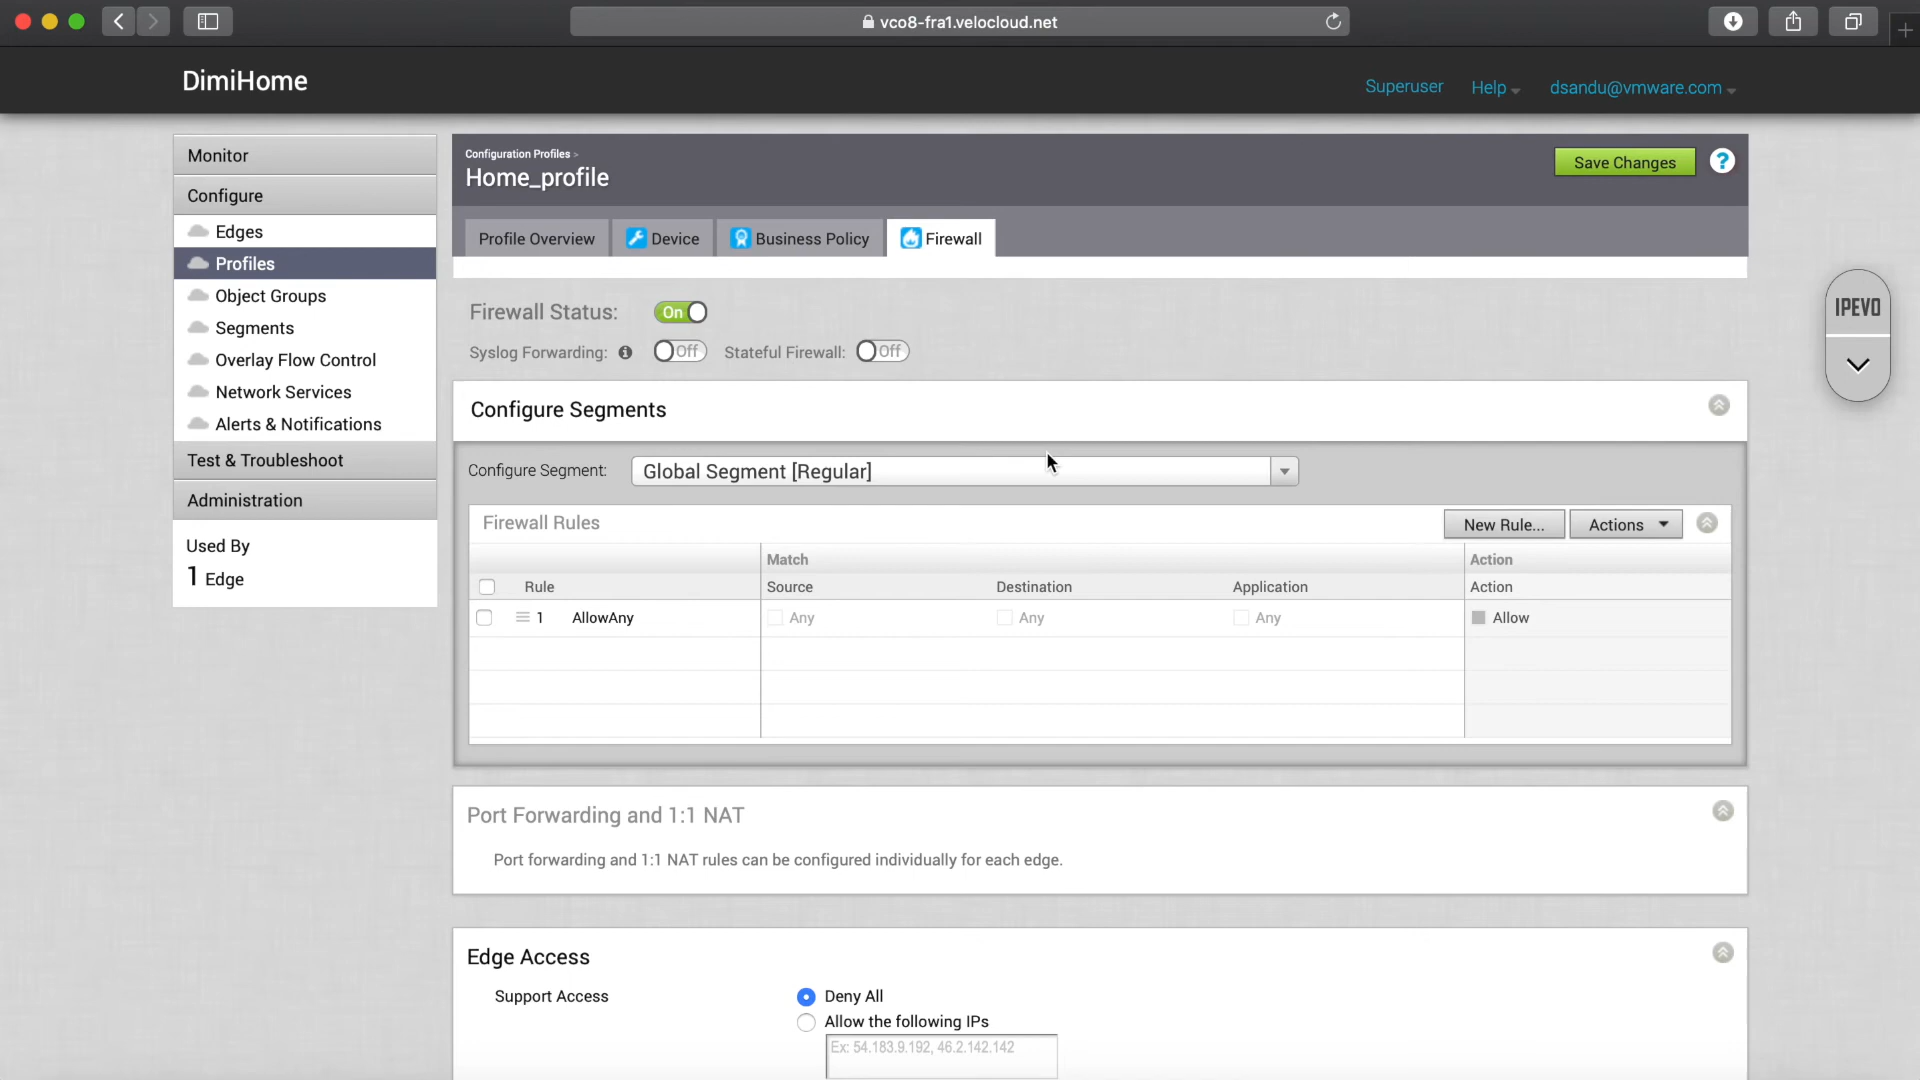 vco8-fra1.velocloud.net
DimiHome
Superuser
Help
dsandu@vmware.com
Monitor
Configure
Edges
Profiles
Object Groups
Segments
Overlay Flow Control
Network Services
Alerts & Notifications
Test & Troubleshoot
Administration
Used By
1 Edge
Configuration Profiles >
Home_profile
Save Changes
?
Profile Overview
Device
Business Policy
Firewall
Firewall Status:
On
Syslog Forwarding:
Off
Stateful Firewall:
Off
IPEVO
Configure Segments
Configure Segment:
Global Segment [Regular]
Firewall Rules
New Rule...
Actions
Match
Action
Rule
Source
Destination
Application
Action
1
AllowAny
Any
Any
Any
Allow
Port Forwarding and 1:1 NAT
Port forwarding and 1:1 NAT rules can be configured individually for each edge.
Edge Access
Support Access
Deny All
Allow the following IPs
Ex: 54.183.9.192, 46.2.142.142